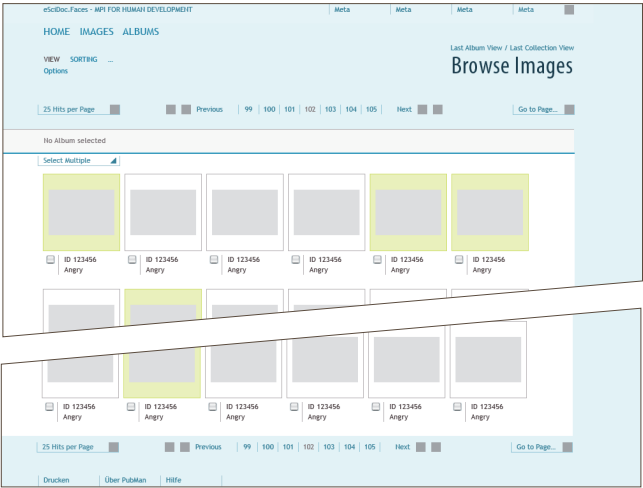 eSciDoc.Faces - MPI FOR HUMAN DEVELOPMENT
Meta Meta Meta Meta
HOME IMAGES ALBUMS
Last Album View / Last Collection View
VIEW SORTING ...
Browse Images
Options
25 Hits per Page Previous 99 100 101 102 103 104 105 Next Go to Page...
No Album selected
Select Multiple
ID 123456 ID 123456 ID 123456 ID 123456 ID 123456 ID 123456
Angry Angry Angry Angry Angry Angry
ID 123456 ID 123456 ID 123456 ID 123456 ID 123456 ID 123456
Angry Angry Angry Angry Angry Angry
25 Hits per Page Previous 99 100 101 102 103 104 105 Next Go to Page...
Drucken Über PubMan Hilfe